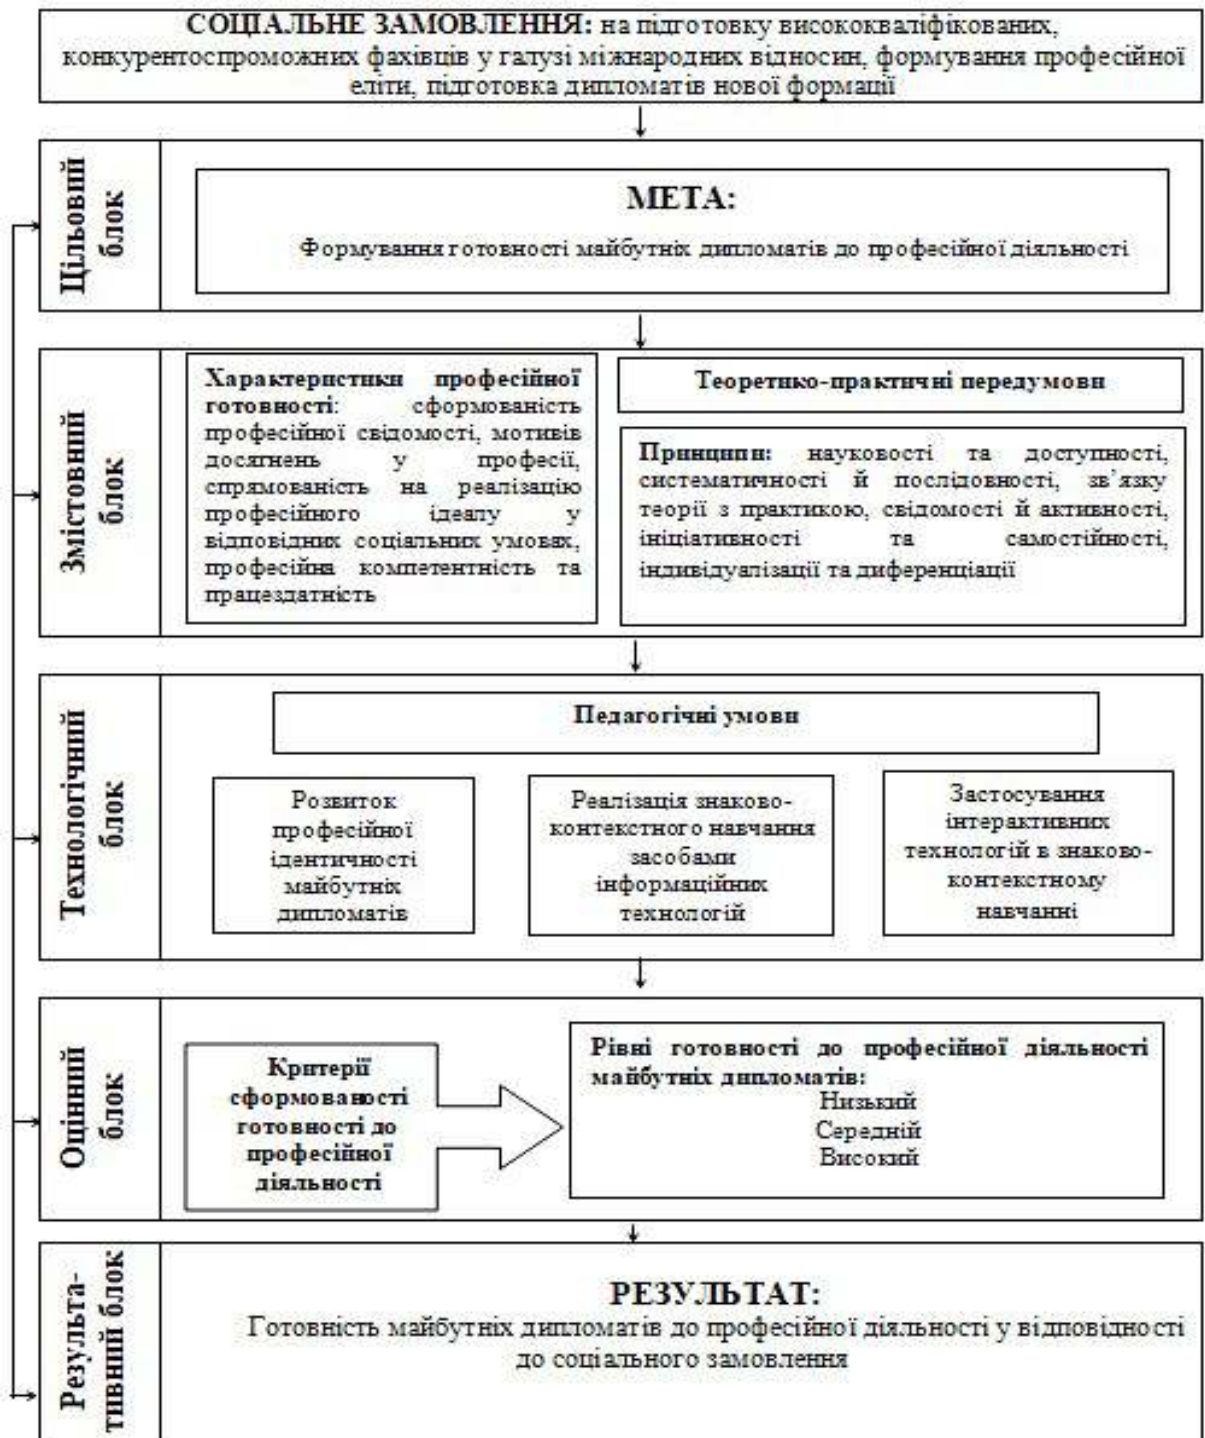 СОЦІАЛЬНЕ ЗАМОВЛЕННЯ: на підготовку висококваліфікованих,
конкурентоспроможних фахівців у галузі міжнародних відносин, формування професійної
еліти, підготовка дипломатів нової формації
Цільовий
блок
МЕТА:
Формування готовності майбутніх дипломатів до професійної діяльності
Змістовний
блок
Характеристики професійної
готовності: сформованість
професійної свідомості, мотивів
досягнень у професії,
спрямованість на реалізацію
професійного ідеалу у
відповідних соціальних умовах,
професійна компетентність та
працездатність
Теоретико-практичні передумови
Принципи: науковості та доступності,
систематичності й послідовності, зв’язку
теорії з практикою, свідомості й активності,
ініціативності та самостійності,
індивідуалізації та диференціації
Технологічний
блок
Педагогічні умови
Розвиток
професійної
ідентичності
майбутніх
дипломатів
Реалізація знаково-
контекстного навчання
засобами
інформаційних
технологій
Застосування
інтерактивних
технологій в знаково-
контекстному
навчанні
Оцінний
блок
Критерії
сформованості
готовності до
професійної
діяльності
Рівні готовності до професійної діяльності
майбутніх дипломатів:
Низький
Середній
Високий
Результа-
тивний блок
РЕЗУЛЬТАТ:
Готовність майбутніх дипломатів до професійної діяльності у відповідності
до соціального замовлення